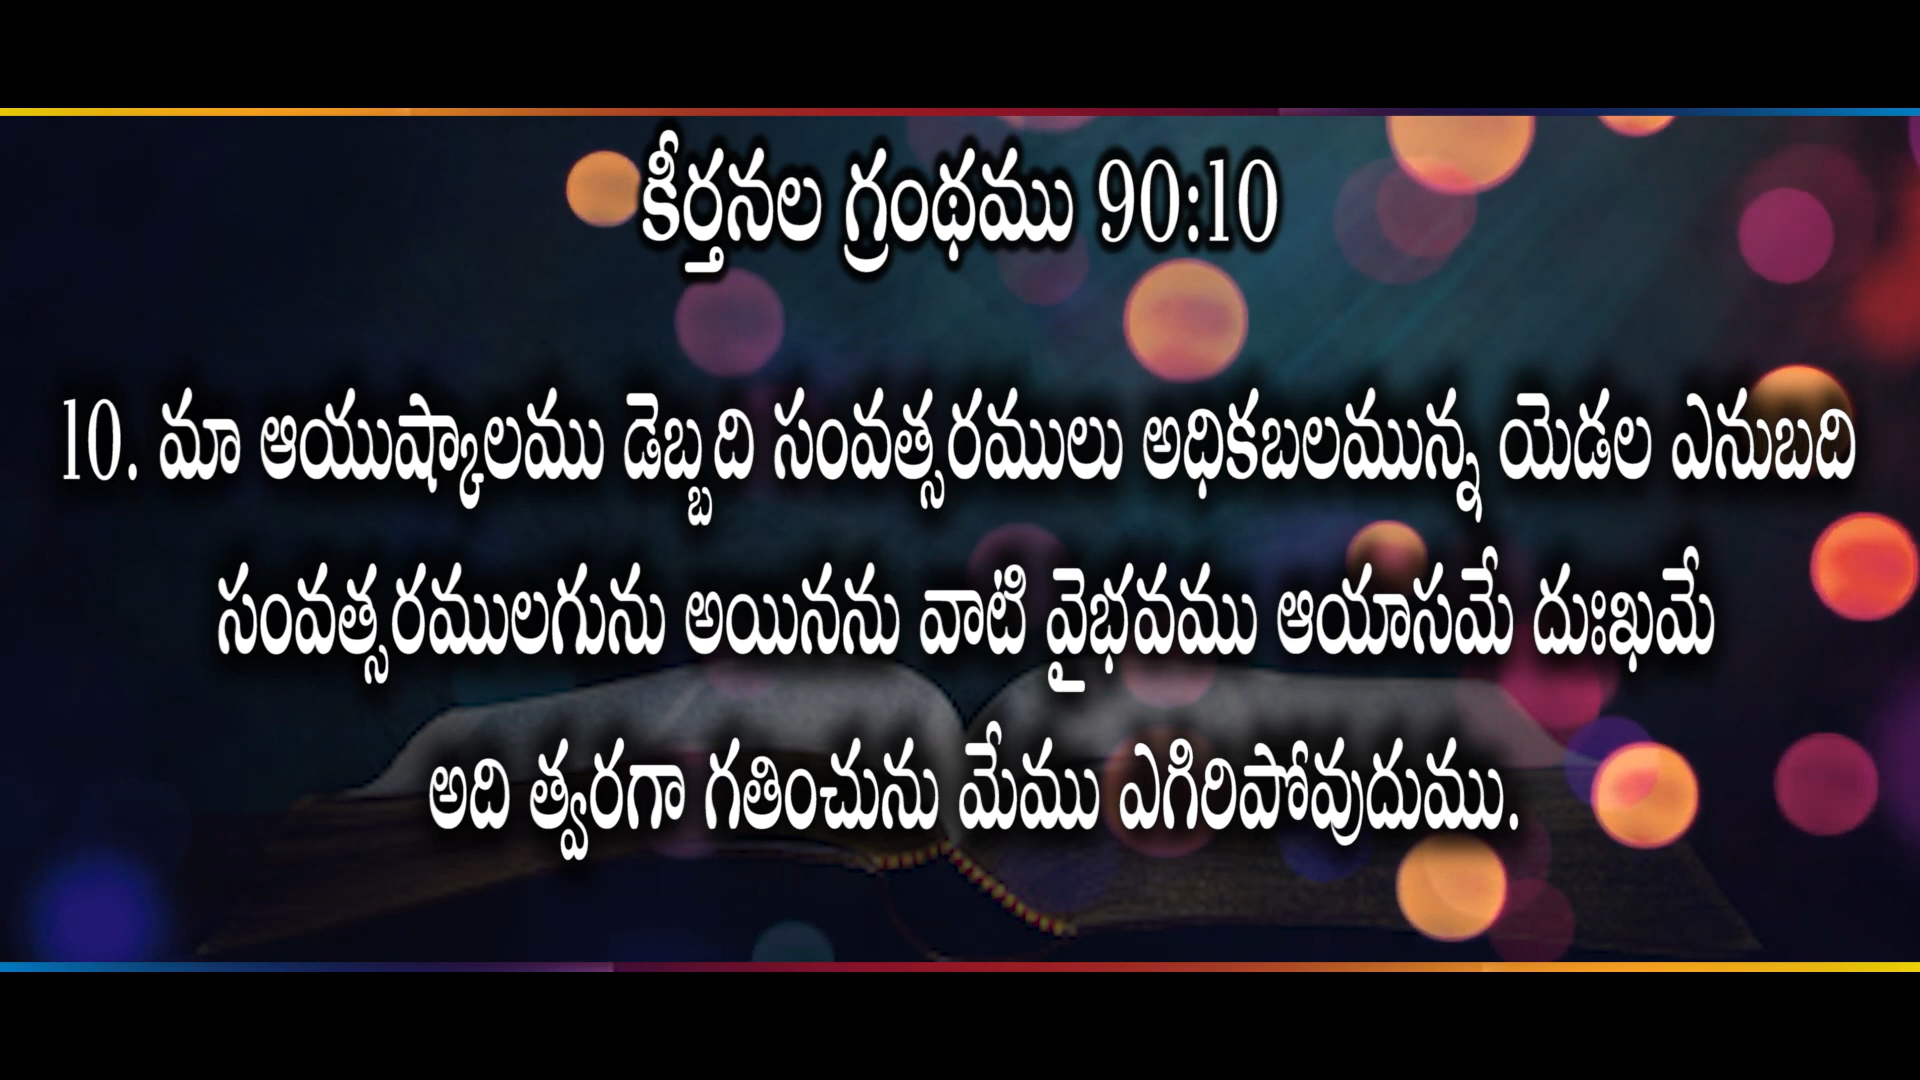 కీర్తనల గ్రంథము 90:10
10. మా ఆయుష్కాలము డెబ్బది సంవత్సరములు అధికబలమున్న యెడల ఎనుబది
సంవత్సరములగును అయినను వాటి వైభవము ఆయాసమే దుఃఖమే
అది త్వరగా గతించును మేము ఎగిరిపోవుదుము.